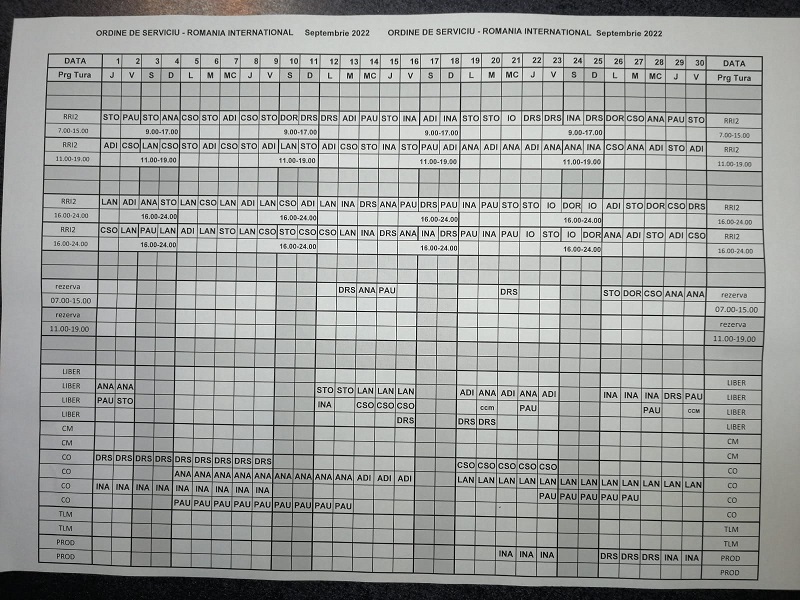 ORDINE DE SERVICIU - ROMANIA INTERNATIONAL Septembrie 2022 ORDINE DE SERVICIU - ROMANIA INTERNATIONAL Septembrie 2022
DATA 1 2 3 4 5 6 7 8 9 10 11 12 13 14 15 16 17 18 19 20 21 22 23 24 25 26 27 28 29 30 DATA
Prg Tura J V S D L M MC J V S D L M MC J V S D L M MC J V S D L M MC J V Prg Tura
RRI2 STO PAU STO ANA CSO STO ADI CSO STO DOR DRS DRS ADI PAU STO INA ADI INA STO STO IO DRS DRS INA DRS DOR CSO ANA PAU STO RRI2
7.00-15.00 9.00-17.00 9.00-17.00 9.00-17.00 9.00-17.00 7.00-15.00
RRI2 ADI CSO LAN CSO STO ADI CSO STO ADI LAN STO ADI CSO STO INA STO PAU ADI ANA ADI ANA ADI ANA ANA INA CSO ANA ADI STO ADI RRI2
11.00-19.00 11.00-19.00 11.00-19.00 11.00-19.00 11.00-19.00 11.00-19.00
RRI2 LAN ADI ANA STO LAN CSO LAN ADI LAN CSO ADI LAN INA DRS ANA PAU DRS PAU INA PAU STO STO IO DOR IO ADI STO DOR CSO DRS RRI2
16.00-24.00 16.00-24.00 16.00-24.00 16.00-24.00 16.00-24.00 16.00-24.00
RRI2 CSO LAN PAU LAN ADI LAN STO LAN CSO STO CSO CSO LAN INA DRS ANA INA DRS PAU INA PAU IO STO IO DOR ANA ADI STO ADI CSO RRI2
16.00-24.00 16.00-24.00 16.00-24.00 16.00-24.00 16.00-24.00 16.00-24.00
rezerva DRS ANA PAU DRS STO DOR CSO ANA ANA rezerva
07.00-15.00 07.00-15.00
rezerva rezerva
11.00-19.00 11.00-19.00
LIBER LIBER
LIBER ANA ANA STO STO LAN LAN LAN ADI ANA ADI ANA ADI INA INA INA DRS PAU LIBER
LIBER PAU STO INA CSO CSO CSO ccm PAU PAU CCM LIBER
LIBER DRS DRS DRS LIBER
CM CM
CM CM
CO DRS DRS DRS DRS DRS DRS DRS DRS DRS CSO CSO CSO CSO CSO CO
CO ANA ANA ANA ANA ANA ANA ANA ANA ANA ANA ADI ADI ADI LAN LAN LAN LAN LAN LAN LAN LAN LAN LAN LAN LAN CO
CO INA INA INA INA INA INA INA INA INA PAU PAU PAU PAU PAU PAU CO
CO PAU PAU PAU PAU PAU PAU PAU PAU PAU CO
TLM TLM
TLM TLM
PROD INA INA INA DRS DRS DRS INA INA PROD
PROD